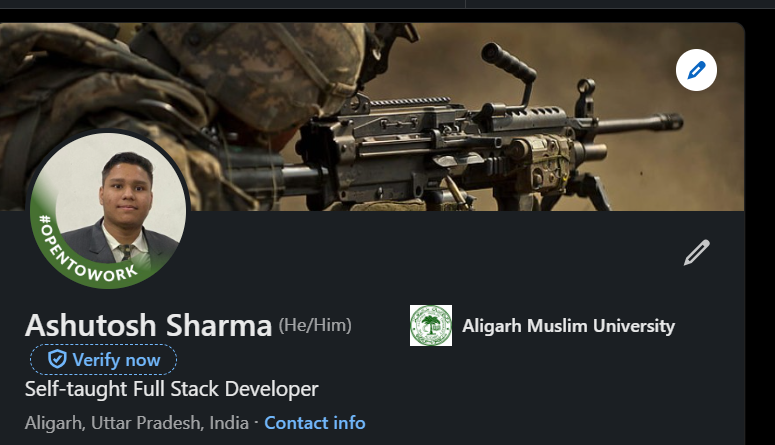 #OPENTOWORK
Ashutosh Sharma (He/Him)
Aligarh Muslim University
Verify now
Self-taught Full Stack Developer
Aligarh, Uttar Pradesh, India · Contact info